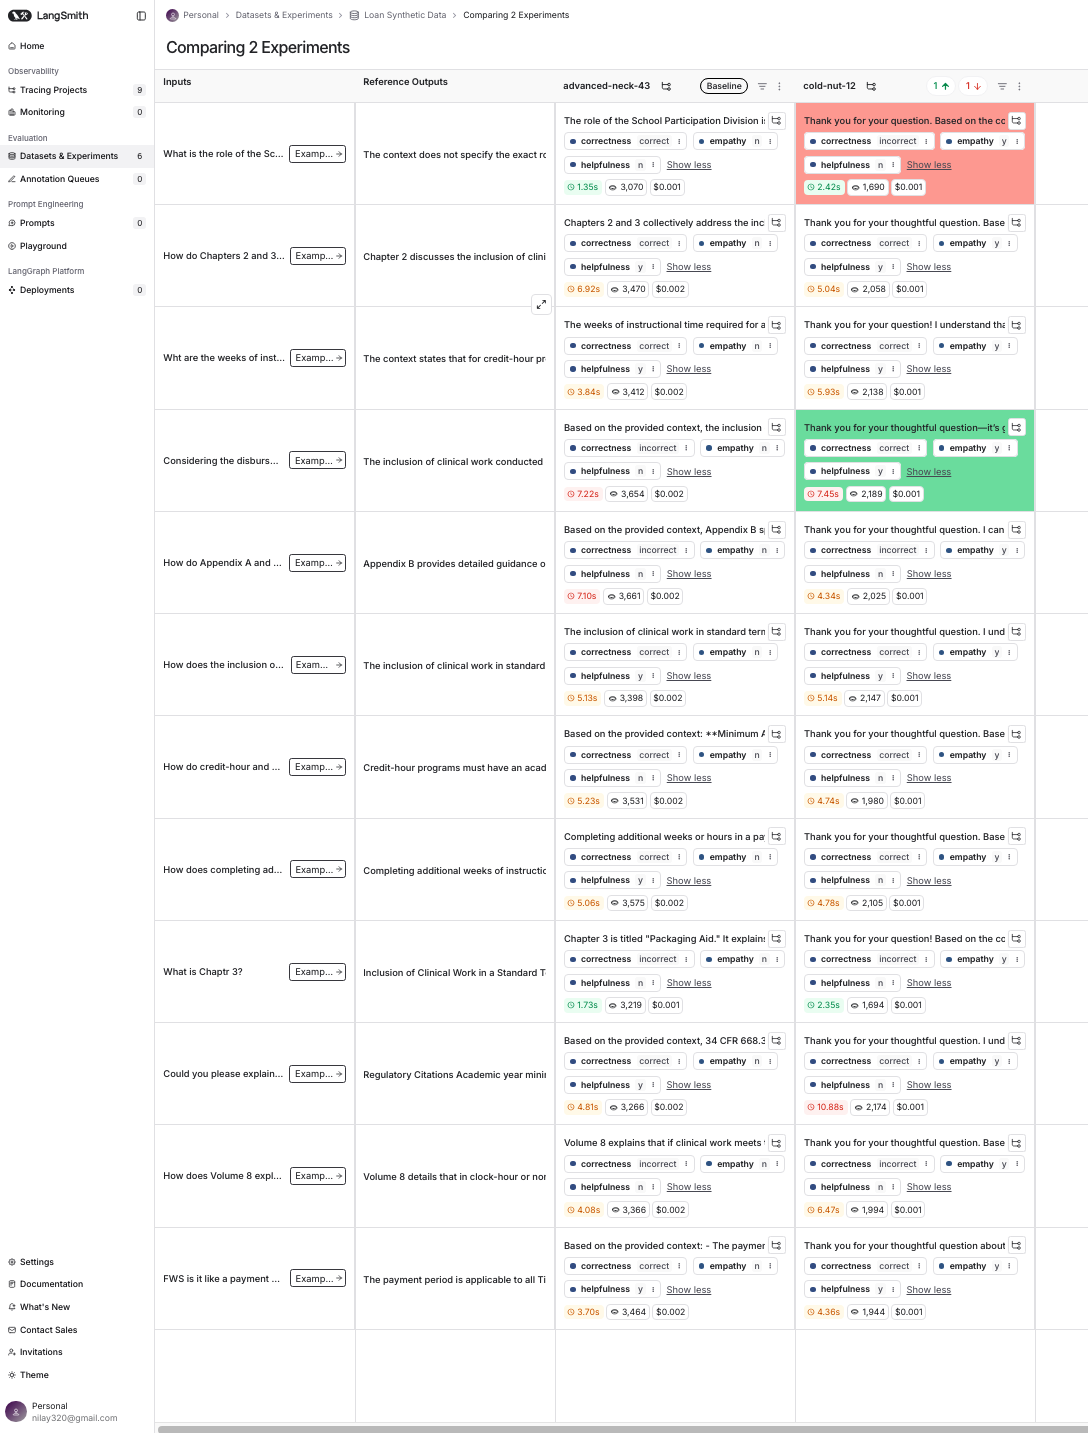 LangSmith
Home
Observability
Tracing Projects 9
Monitoring 0
Evaluation
Datasets & Experiments 6
Annotation Queues 0
Prompt Engineering
Prompts 0
Playground
LangGraph Platform
Deployments 0
Settings
Documentation
What's New
Contact Sales
Invitations
Theme
Personal
nilay320@gmail.com
Personal > Datasets & Experiments > Loan Synthetic Data > Comparing 2 Experiments
Comparing 2 Experiments
Inputs Reference Outputs advanced-neck-43 Baseline cold-nut-12 1 ↑ 1 ↓
What is the role of the Sc... Examp... →
The context does not specify the exact ro
The role of the School Participation Division i
correctness correct empathy n
helpfulness n Show less
1.35s 3,070 $0.001
Thank you for your question. Based on the co
correctness incorrect empathy y
helpfulness n Show less
2.42s 1,690 $0.001
How do Chapters 2 and 3... Examp... →
Chapter 2 discusses the inclusion of clini
Chapters 2 and 3 collectively address the inc
correctness correct empathy n
helpfulness y Show less
6.92s 3,470 $0.002
Thank you for your thoughtful question. Base
correctness correct empathy y
helpfulness y Show less
5.04s 2,058 $0.001
Wht are the weeks of inst... Examp... →
The context states that for credit-hour pr
The weeks of instructional time required for a
correctness correct empathy n
helpfulness y Show less
3.84s 3,412 $0.002
Thank you for your question! I understand tha
correctness correct empathy y
helpfulness y Show less
5.93s 2,138 $0.001
Considering the disburs... Examp... →
The inclusion of clinical work conducted
Based on the provided context, the inclusion
correctness incorrect empathy n
helpfulness n Show less
7.22s 3,654 $0.002
Thank you for your thoughtful question—it's g
correctness correct empathy y
helpfulness y Show less
7.45s 2,189 $0.001
How do Appendix A and ... Examp... →
Appendix B provides detailed guidance o
Based on the provided context, Appendix B s
correctness incorrect empathy n
helpfulness n Show less
7.10s 3,661 $0.002
Thank you for your thoughtful question. I can
correctness incorrect empathy y
helpfulness n Show less
4.34s 2,025 $0.001
How does the inclusion o... Exam... →
The inclusion of clinical work in standard
The inclusion of clinical work in standard term
correctness correct empathy n
helpfulness y Show less
5.13s 3,398 $0.002
Thank you for your thoughtful question. I und
correctness correct empathy y
helpfulness y Show less
5.14s 2,147 $0.001
How do credit-hour and ... Examp... →
Credit-hour programs must have an acad
Based on the provided context: **Minimum A
correctness correct empathy n
helpfulness n Show less
5.23s 3,531 $0.002
Thank you for your thoughtful question. Base
correctness correct empathy y
helpfulness n Show less
4.74s 1,980 $0.001
How does completing ad... Examp... →
Completing additional weeks of instructio
Completing additional weeks or hours in a pay
correctness correct empathy n
helpfulness y Show less
5.06s 3,575 $0.002
Thank you for your thoughtful question. Base
correctness correct empathy y
helpfulness n Show less
4.78s 2,105 $0.001
What is Chaptr 3? Examp... →
Inclusion of Clinical Work in a Standard T
Chapter 3 is titled "Packaging Aid." It explains
correctness incorrect empathy n
helpfulness n Show less
1.73s 3,219 $0.001
Thank you for your question! Based on the co
correctness incorrect empathy y
helpfulness n Show less
2.35s 1,694 $0.001
Could you please explain... Examp... →
Regulatory Citations Academic year mini
Based on the provided context, 34 CFR 668.3
correctness correct empathy n
helpfulness y Show less
4.81s 3,266 $0.002
Thank you for your thoughtful question. I und
correctness correct empathy y
helpfulness n Show less
10.88s 2,174 $0.001
How does Volume 8 expl... Examp... →
Volume 8 details that in clock-hour or non
Volume 8 explains that if clinical work meets
correctness incorrect empathy n
helpfulness n Show less
4.08s 3,366 $0.002
Thank you for your thoughtful question. Base
correctness incorrect empathy y
helpfulness n Show less
6.47s 1,994 $0.001
FWS is it like a payment ... Examp... →
The payment period is applicable to all Ti
Based on the provided context: - The paymer
correctness correct empathy n
helpfulness y Show less
3.70s 3,464 $0.002
Thank you for your thoughtful question about
correctness correct empathy y
helpfulness y Show less
4.36s 1,944 $0.001